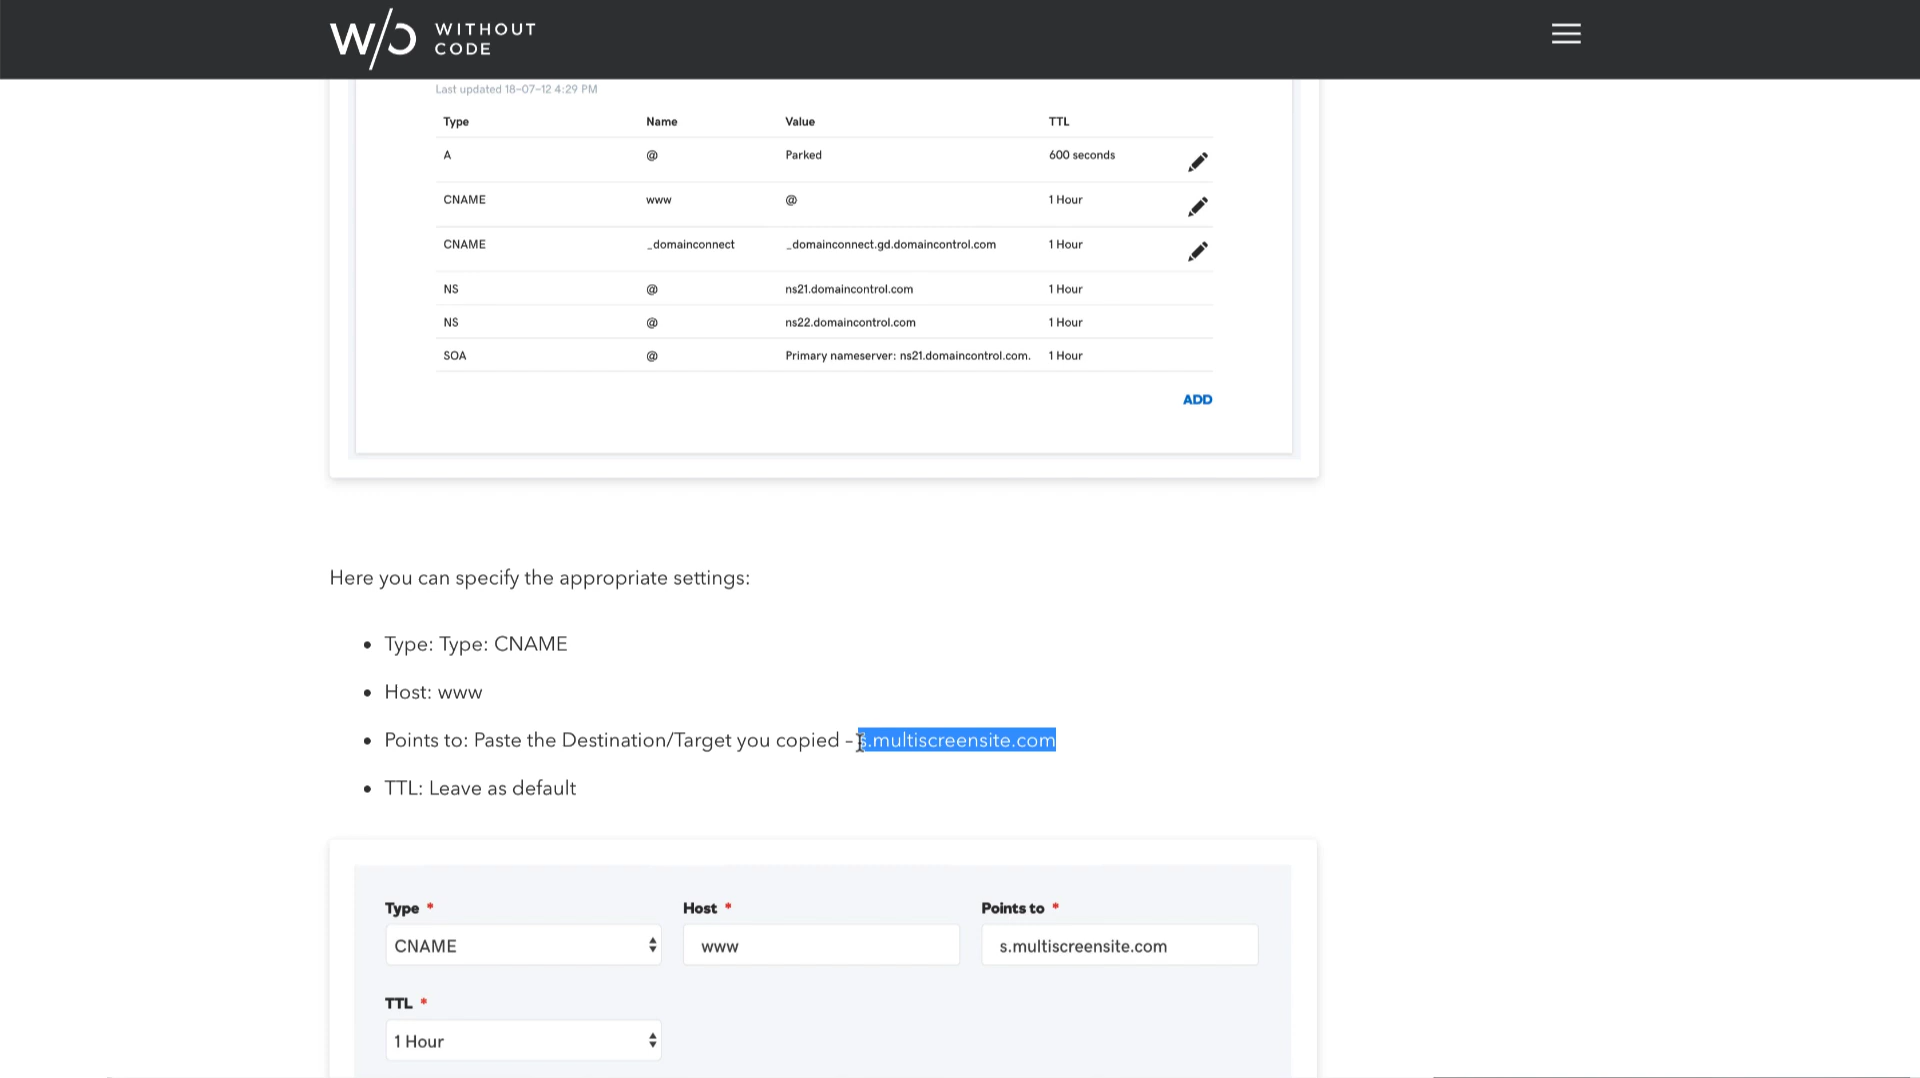 W/O WITHOUT
CODE
Last updated 18-07-12 4:29 PM
Type Name Value TTL
A @ Parked 600 seconds
CNAME www @ 1 Hour
CNAME _domainconnect _domainconnect.gd.domaincontrol.com 1 Hour
NS @ ns21.domaincontrol.com 1 Hour
NS @ ns22.domaincontrol.com 1 Hour
SOA @ Primary nameserver: ns21.domaincontrol.com. 1 Hour
ADD
Here you can specify the appropriate settings:
• Type: Type: CNAME
• Host: www
• Points to: Paste the Destination/Target you copied – s.multiscreensite.com
• TTL: Leave as default
Type * Host * Points to *
CNAME www s.multiscreensite.com
TTL *
1 Hour